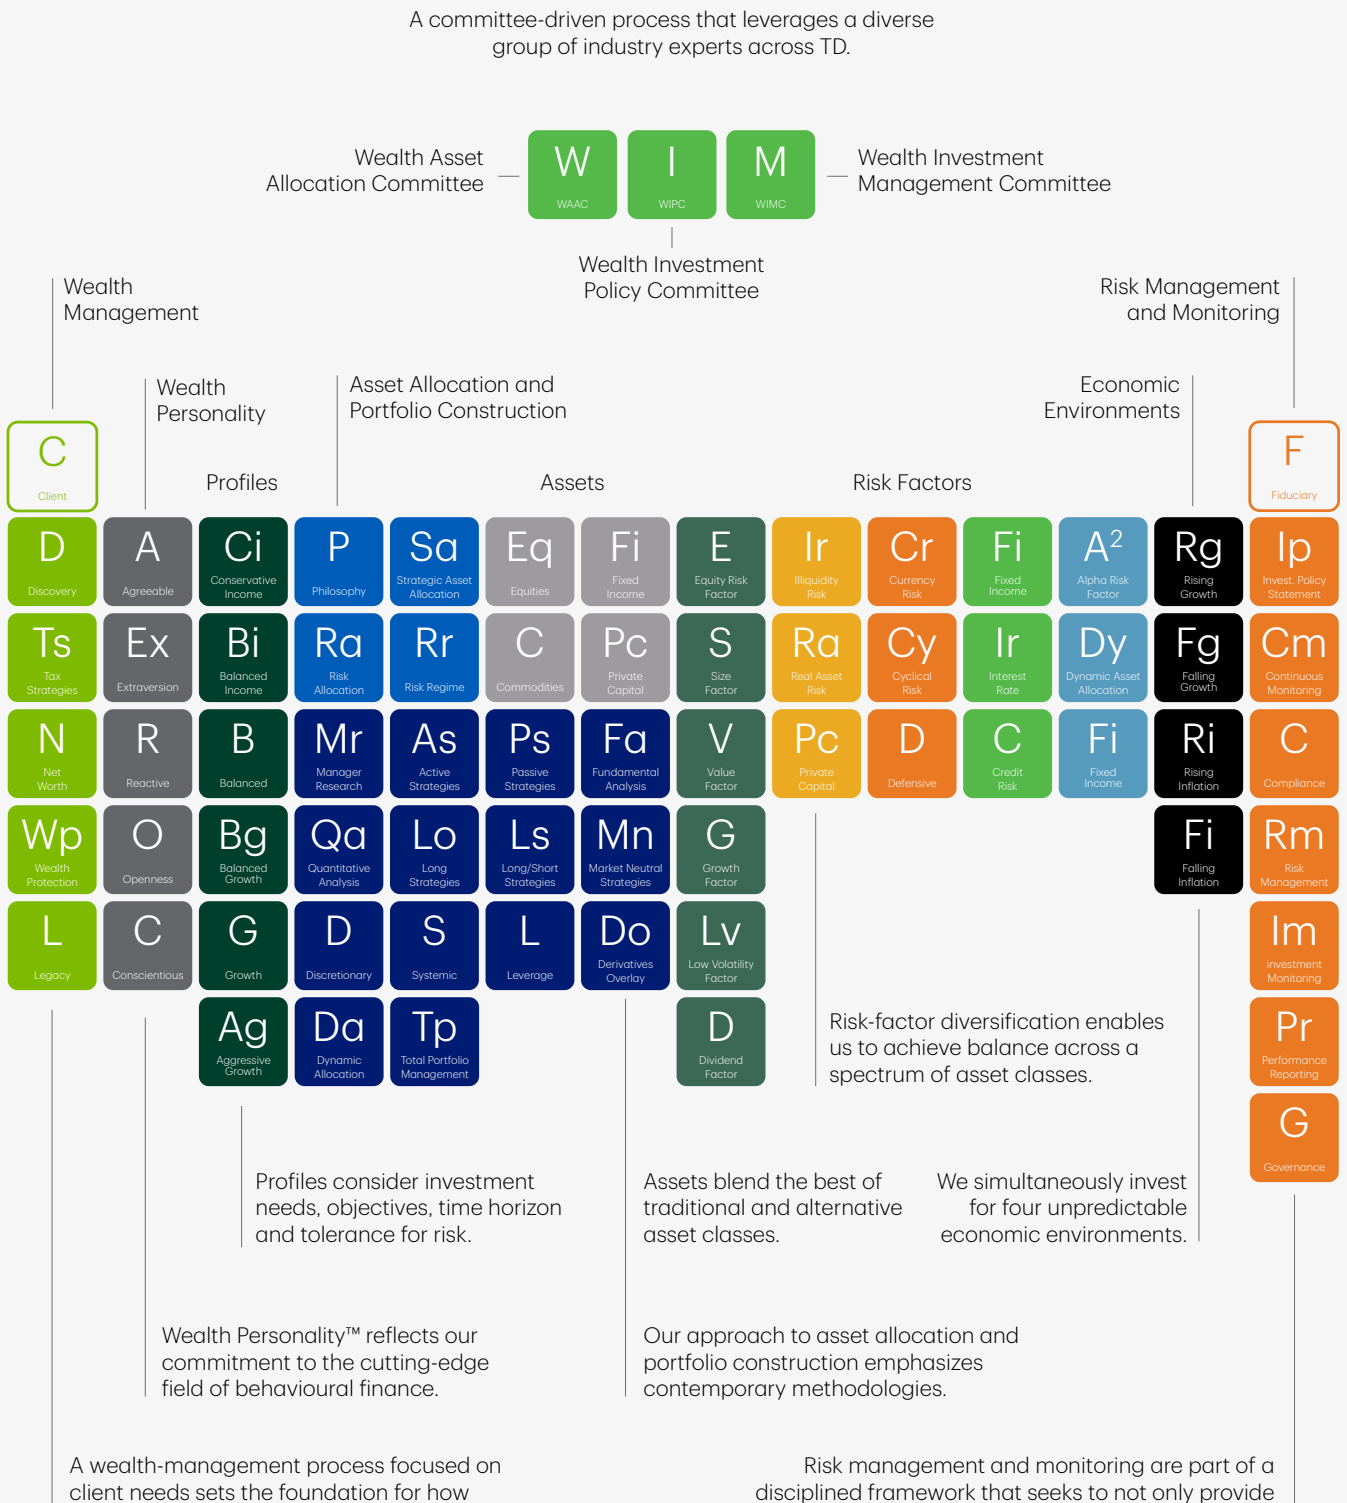 A committee-driven process that leverages a diverse
group of industry experts across TD.
Wealth Asset
Allocation Committee
W
WAAC
I
WIPC
M
WIMC
Wealth Investment
Management Committee
Wealth Investment
Policy Committee
Wealth
Management
Risk Management
and Monitoring
Wealth
Personality
Asset Allocation and
Portfolio Construction
Economic
Environments
C
Client
Profiles
Assets
Risk Factors
F
Fiduciary
D
Discovery
A
Agreeable
Ci
Conservative
Income
P
Philosophy
Sa
Strategic Asset
Allocation
Eq
Equities
Fi
Fixed
Income
E
Equity Risk
Factor
Ir
Illiquidity
Risk
Cr
Currency
Risk
Fi
Fixed
Income
A²
Alpha Risk
Factor
Rg
Rising
Growth
Ip
Invest. Policy
Statement
Ts
Tax
Strategies
Ex
Extraversion
Bi
Balanced
Income
Ra
Risk
Allocation
Rr
Risk Regime
C
Commodities
Pc
Private
Capital
S
Size
Factor
Ra
Real Asset
Risk
Cy
Cyclical
Risk
Ir
Interest
Rate
Dy
Dynamic Asset
Allocation
Fg
Falling
Growth
Cm
Continuous
Monitoring
N
Net
Worth
R
Reactive
B
Balanced
Mr
Manager
Research
As
Active
Strategies
Ps
Passive
Strategies
Fa
Fundamental
Analysis
V
Value
Factor
Pc
Private
Capital
D
Defensive
C
Credit
Risk
Fi
Fixed
Income
Ri
Rising
Inflation
C
Compliance
Wp
Wealth
Protection
O
Openness
Bg
Balanced
Growth
Qa
Quantitative
Analysis
Lo
Long
Strategies
Ls
Long/Short
Strategies
Mn
Market Neutral
Strategies
G
Growth
Factor
Fi
Falling
Inflation
Rm
Risk
Management
L
Legacy
C
Conscientious
G
Growth
D
Discretionary
S
Systemic
L
Leverage
Do
Derivatives
Overlay
Lv
Low Volatility
Factor
Im
investment
Monitoring
Ag
Aggressive
Growth
Da
Dynamic
Allocation
Tp
Total Portfolio
Management
D
Dividend
Factor
Risk-factor diversification enables
us to achieve balance across a
spectrum of asset classes.
Pr
Performance
Reporting
G
Governance
Profiles consider investment
needs, objectives, time horizon
and tolerance for risk.
Assets blend the best of
traditional and alternative
asset classes.
We simultaneously invest
for four unpredictable
economic environments.
Wealth Personality™ reflects our
commitment to the cutting-edge
field of behavioural finance.
Our approach to asset allocation and
portfolio construction emphasizes
contemporary methodologies.
A wealth-management process focused on
client needs sets the foundation for how
Risk management and monitoring are part of a
disciplined framework that seeks to not only provide